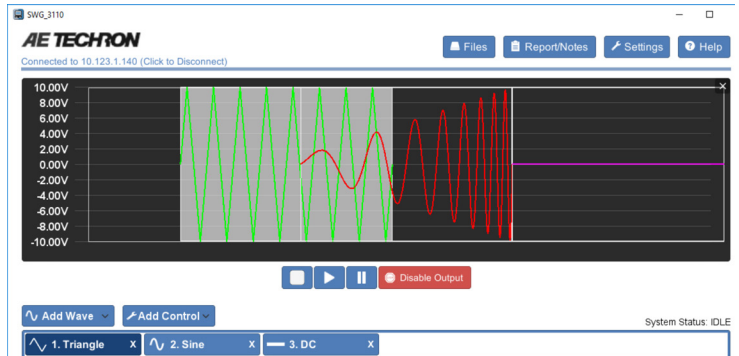 SWG_3110
AE TECHRON
Files Report/Notes Settings Help
Connected to 10.123.1.140 (Click to Disconnect)
10.00V
8.00V
6.00V
4.00V
2.00V
0.00V
-2.00V
-4.00V
-6.00V
-8.00V
-10.00V
Disable Output
Add Wave Add Control
System Status: IDLE
1. Triangle x 2. Sine x 3. DC x